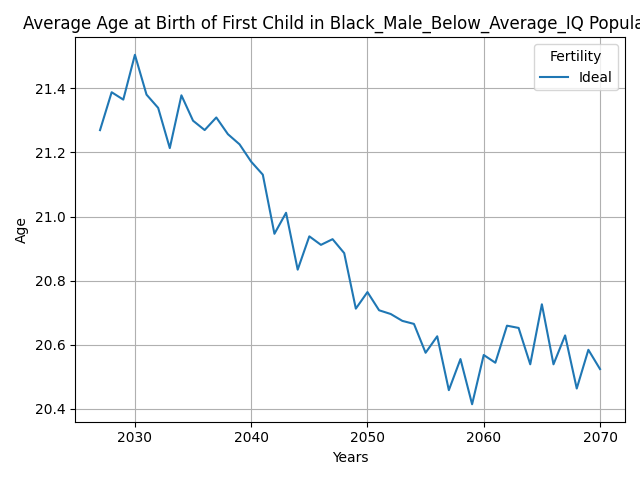 Average Age at Birth of First Child in Black_Male_Below_Average_IQ
Fertility
Ideal
21.4
21.2
21.0
20.8
20.6
20.4
Age
2030 2040 2050 2060 2070
Years